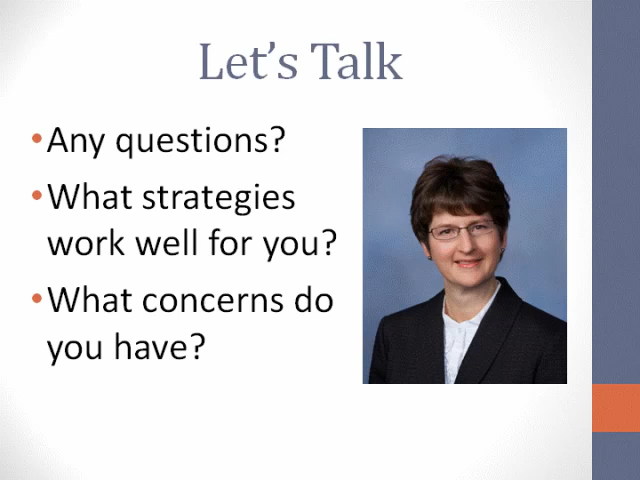 Let’s Talk
•Any questions?
•What strategies
work well for you?
•What concerns do
you have?